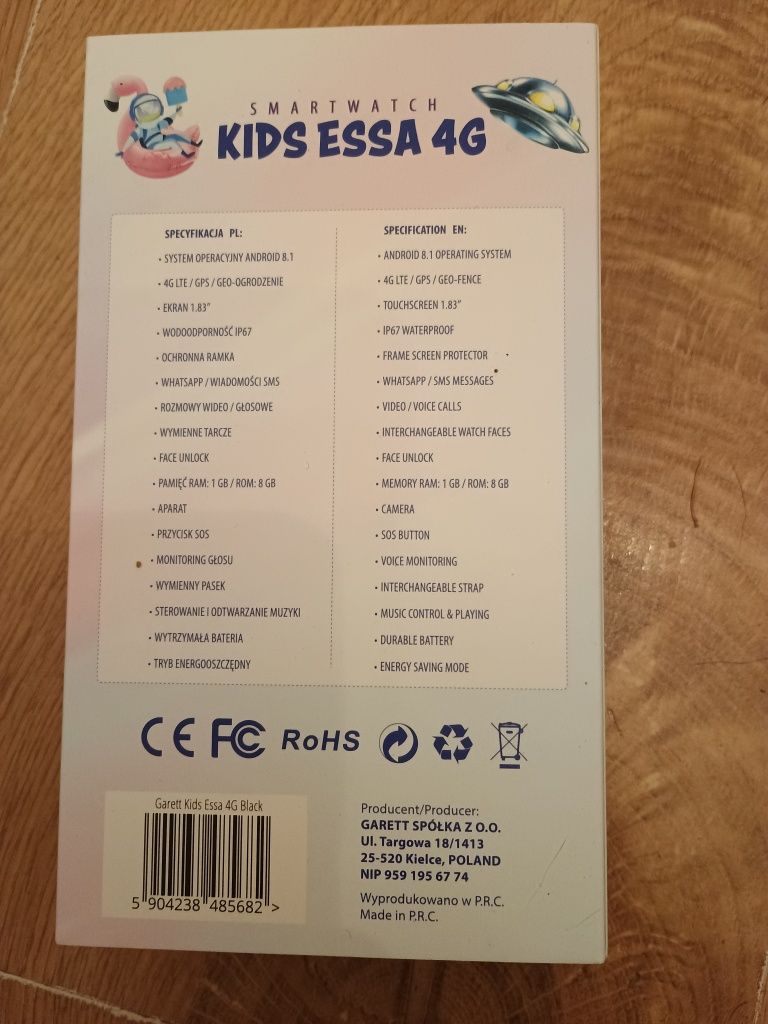 SMARTWATCH
KIDS ESSA 4G
SPECYFIKACJA PL:
• SYSTEM OPERACYJNY ANDROID 8.1
• 4G LTE / GPS / GEO-OGRODZENIE
• EKRAN 1.83"
• WODOODPORNOŚĆ IP67
• OCHRONNA RAMKA
• WHATSAPP / WIADOMOŚCI SMS
• ROZMOWY WIDEO / GŁOSOWE
• WYMIENNE TARCZE
• FACE UNLOCK
• PAMIĘĆ RAM: 1 GB / ROM: 8 GB
• APARAT
• PRZYCISK SOS
• MONITORING GŁOSU
• WYMIENNY PASEK
• STEROWANIE I ODTWARZANIE MUZYKI
• WYTRZYMAŁA BATERIA
• TRYB ENERGOOSZCZĘDNY
SPECIFICATION EN:
• ANDROID 8.1 OPERATING SYSTEM
• 4G LTE / GPS / GEO-FENCE
• TOUCHSCREEN 1.83"
• IP67 WATERPROOF
• FRAME SCREEN PROTECTOR
• WHATSAPP / SMS MESSAGES
• VIDEO / VOICE CALLS
• INTERCHANGEABLE WATCH FACES
• FACE UNLOCK
• MEMORY RAM: 1 GB / ROM: 8 GB
• CAMERA
• SOS BUTTON
• VOICE MONITORING
• INTERCHANGEABLE STRAP
• MUSIC CONTROL & PLAYING
• DURABLE BATTERY
• ENERGY SAVING MODE
CE FC RoHS
Garett Kids Essa 4G Black
5 904238 485682 >
Producent/Producer:
GARETT SPÓŁKA Z O.O.
Ul. Targowa 18/1413
25-520 Kielce, POLAND
NIP 959 195 67 74
Wyprodukowano w P.R.C.
Made in P.R.C.